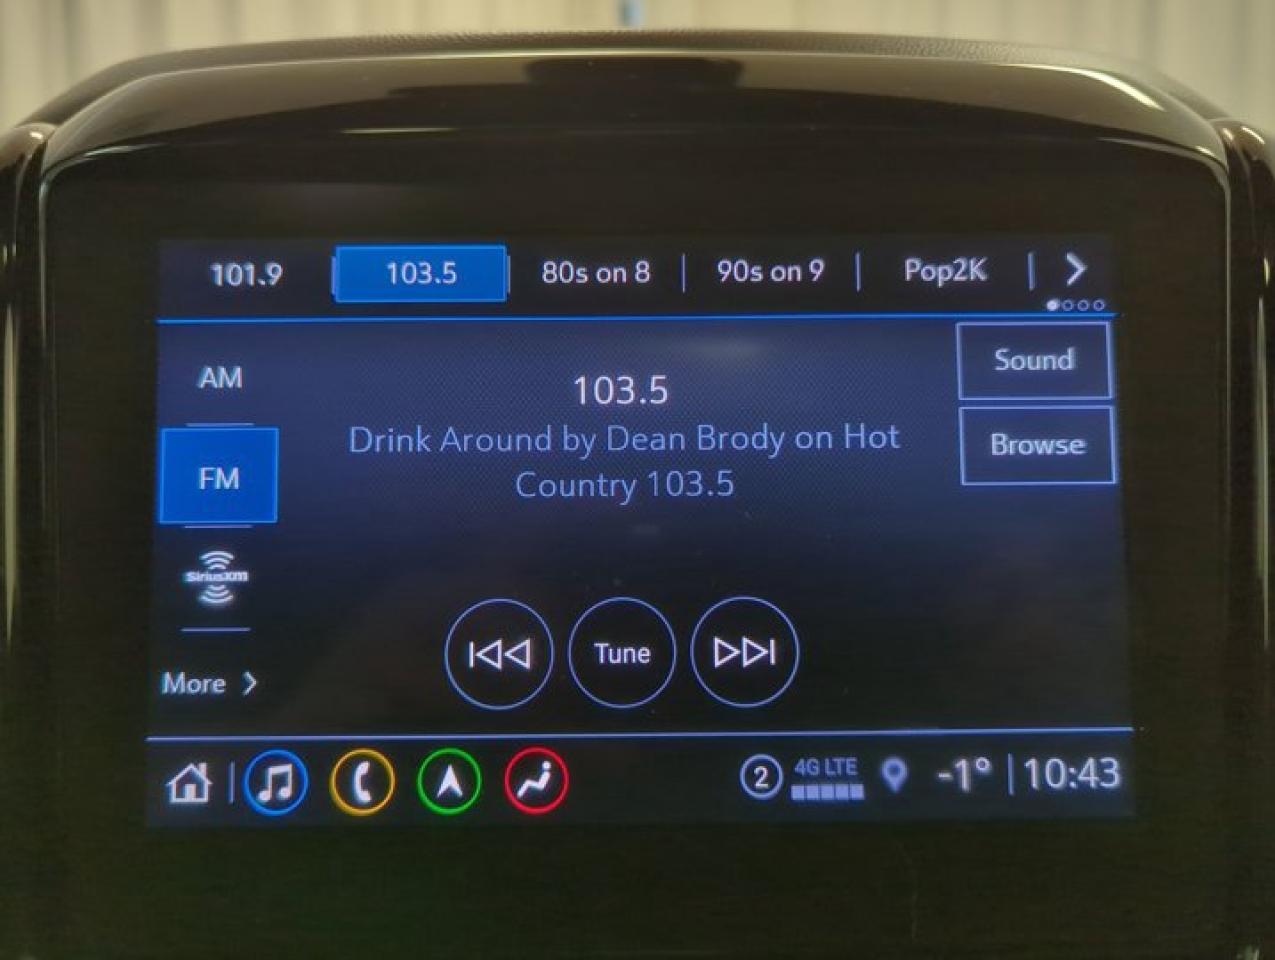 101.9 103.5 80s on 8 90s on 9 Pop2K
Sound
AM
103.5
Drink Around by Dean Brody on Hot
Country 103.5
Browse
FM
SiriusXM
Tune
More
2 4G LTE -1° 10:43